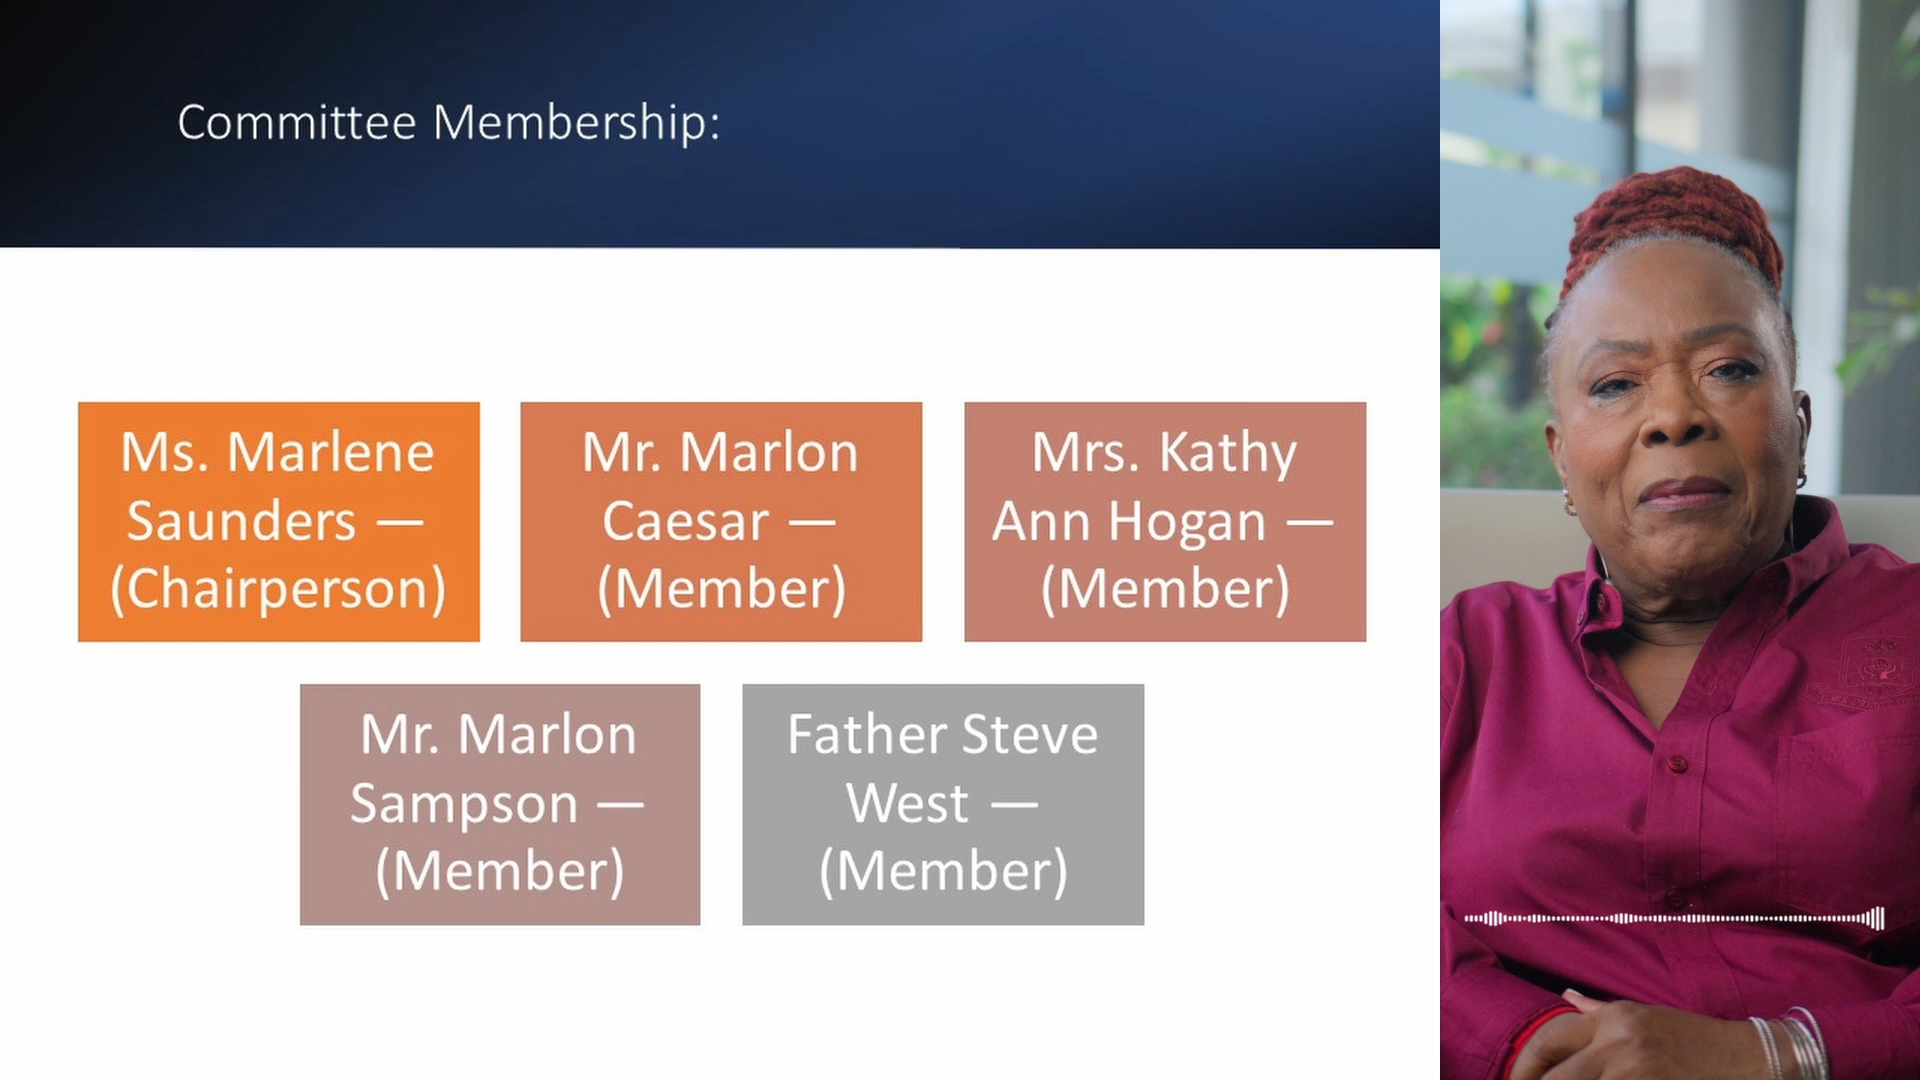 Committee Membership:
Ms. Marlene
Saunders —
(Chairperson)
Mr. Marlon
Caesar —
(Member)
Mrs. Kathy
Ann Hogan —
(Member)
Mr. Marlon
Sampson —
(Member)
Father Steve
West —
(Member)